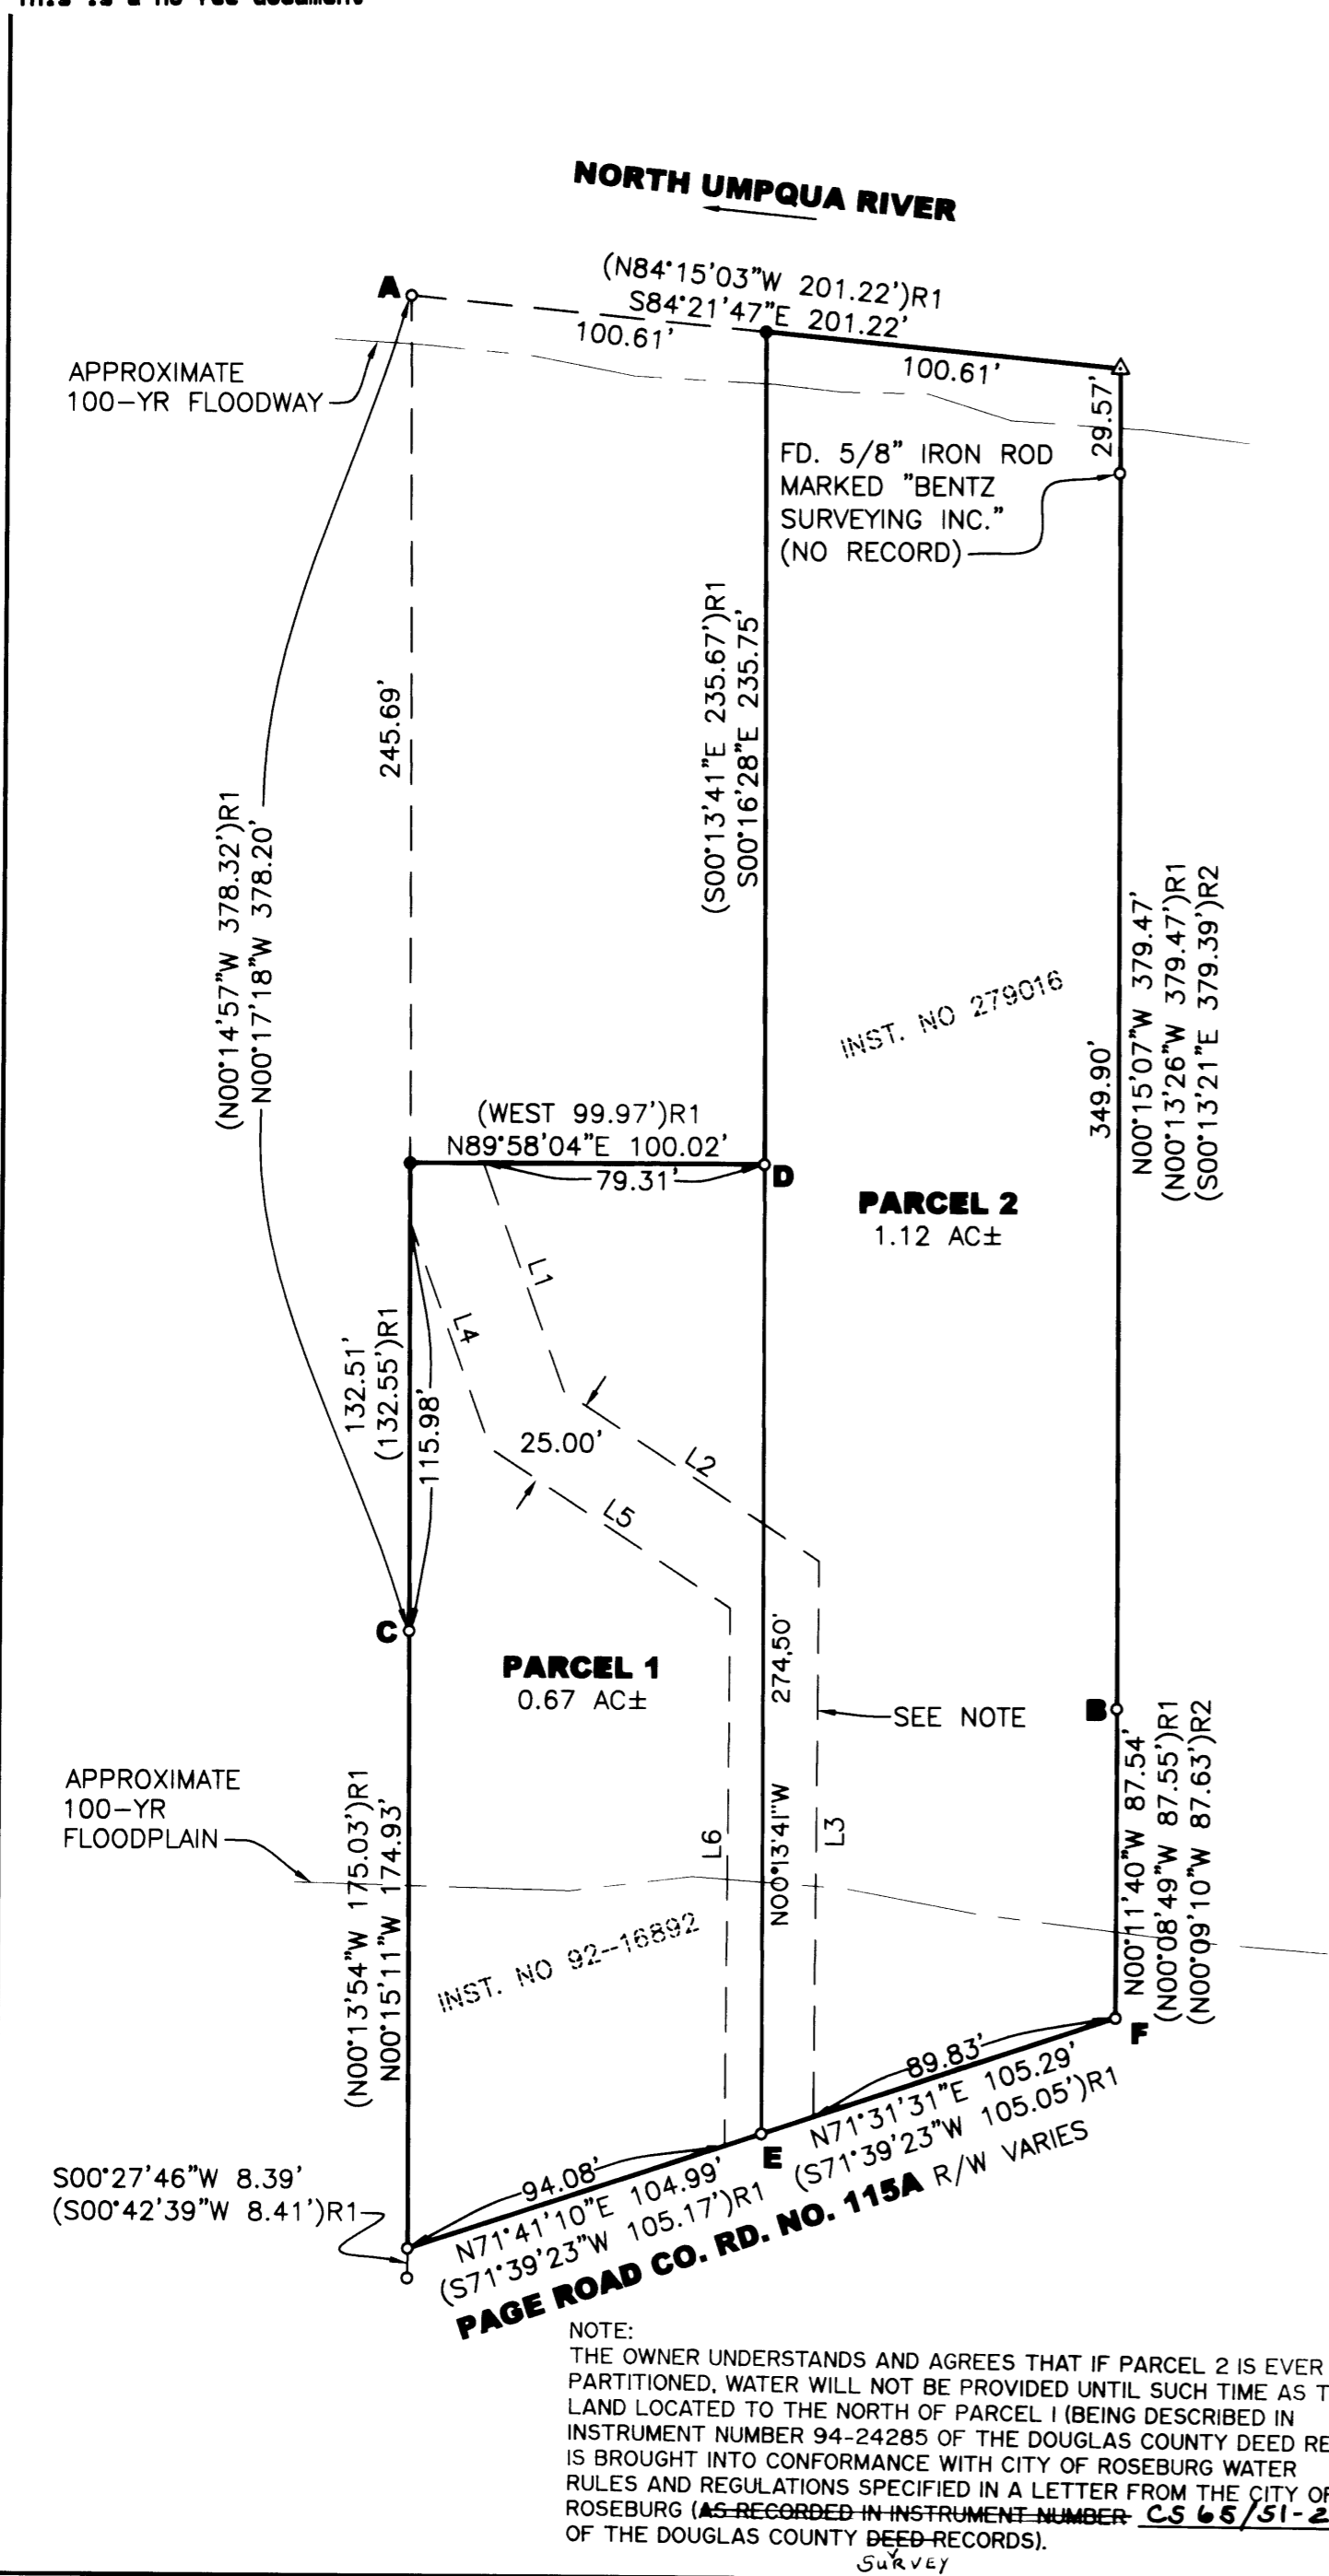 This is a no fee document
NORTH UMPQUA RIVER
(N84°15'03"W 201.22')R1
S84°21'47"E 201.22'
100.61'
100.61'
A
APPROXIMATE
100-YR FLOODWAY
29.57'
FD. 5/8" IRON ROD
MARKED "BENTZ
SURVEYING INC."
(NO RECORD)
245.69'
(S00°13'41"E 235.67')R1
S00°16'28"E 235.75'
(N00°14'57"W 378.32')R1
N00°17'18"W 378.20'
N00°15'07"W 379.47'
(N00°13'26"W 379.47')R1
(S00°13'21"E 379.39')R2
349.90'
INST. NO 279016
(WEST 99.97')R1
N89°58'04"E 100.02'
79.31'
D
PARCEL 2
1.12 AC±
L1
L4
132.51'
(132.55')R1
115.98'
25.00'
L2
L5
C
PARCEL 1
0.67 AC±
274.50'
N00°13'41"W
SEE NOTE
B
APPROXIMATE
100-YR
FLOODPLAIN
L6
L3
N00°11'40"W 87.54'
(N00°08'49"W 87.55')R1
(N00°09'10"W 87.63')R2
(N00°13'54"W 175.03')R1
N00°15'11"W 174.93'
INST. NO 92-16892
F
89.83'
N71°31'31"E 105.29'
(S71°39'23"W 105.05')R1
E
94.08'
N71°41'10"E 104.99'
(S71°39'23"W 105.17')R1
S00°27'46"W 8.39'
(S00°42'39"W 8.41')R1
PAGE ROAD CO. RD. NO. 115A R/W VARIES
NOTE:
THE OWNER UNDERSTANDS AND AGREES THAT IF PARCEL 2 IS EVER
PARTITIONED, WATER WILL NOT BE PROVIDED UNTIL SUCH TIME AS T
LAND LOCATED TO THE NORTH OF PARCEL 1 (BEING DESCRIBED IN
INSTRUMENT NUMBER 94-24285 OF THE DOUGLAS COUNTY DEED RE
IS BROUGHT INTO CONFORMANCE WITH CITY OF ROSEBURG WATER
RULES AND REGULATIONS SPECIFIED IN A LETTER FROM THE CITY OF
ROSEBURG (AS RECORDED IN INSTRUMENT NUMBER CS 65/51-2
OF THE DOUGLAS COUNTY DEED RECORDS).
SURVEY